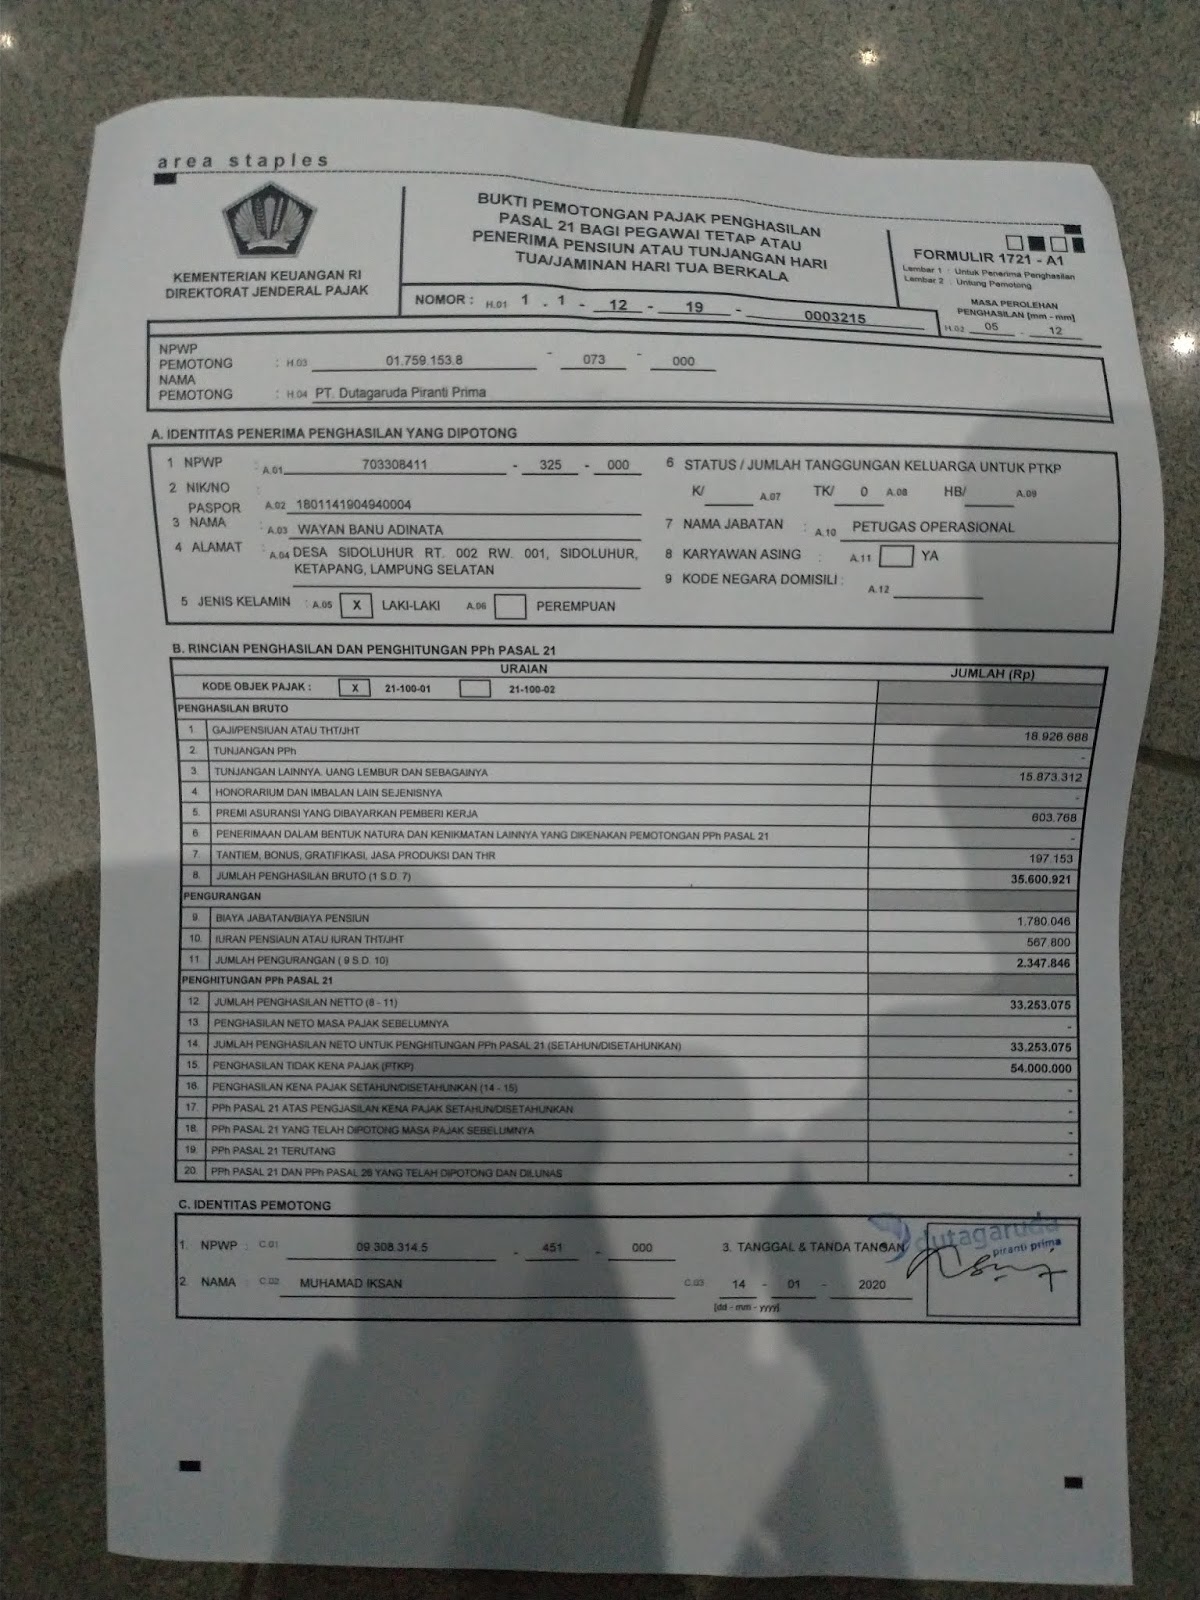 area staples
KEMENTERIAN KEUANGAN RI
DIREKTORAT JENDERAL PAJAK
BUKTI PEMOTONGAN PAJAK PENGHASILAN
PASAL 21 BAGI PEGAWAI TETAP ATAU
PENERIMA PENSIUN ATAU TUNJANGAN HARI
TUA/JAMINAN HARI TUA BERKALA
NOMOR : H.01 1 . 1 - 12 - 19 - 0003215
FORMULIR 1721 - A1
Lembar 1 : Untuk Penerima Penghasilan
Lembar 2 : Untung Pemotong
MASA PEROLEHAN
PENGHASILAN [mm - mm]
H.02 05 - 12
NPWP
PEMOTONG : H.03 01.759.153.8 - 073 - 000
NAMA
PEMOTONG : H.04 PT. Dutagaruda Piranti Prima
A. IDENTITAS PENERIMA PENGHASILAN YANG DIPOTONG
1 NPWP : A.01 703308411 - 325 - 000
2 NIK/NO :
PASPOR A.02 1801141904940004
3 NAMA : A.03 WAYAN BANU ADINATA
4 ALAMAT : A.04 DESA SIDOLUHUR RT. 002 RW. 001, SIDOLUHUR,
KETAPANG, LAMPUNG SELATAN
5 JENIS KELAMIN : A.05 X LAKI-LAKI A.06 PEREMPUAN
6 STATUS / JUMLAH TANGGUNGAN KELUARGA UNTUK PTKP
K/ A.07 TK/ 0 A.08 HB/ A.09
7 NAMA JABATAN : A.10 PETUGAS OPERASIONAL
8 KARYAWAN ASING : A.11 YA
9 KODE NEGARA DOMISILI :
A.12
B. RINCIAN PENGHASILAN DAN PENGHITUNGAN PPh PASAL 21
URAIAN JUMLAH (Rp)
KODE OBJEK PAJAK : X 21-100-01 21-100-02
PENGHASILAN BRUTO
1. GAJI/PENSIUAN ATAU THT/JHT 18.926.688
2. TUNJANGAN PPh -
3. TUNJANGAN LAINNYA. UANG LEMBUR DAN SEBAGAINYA 15.873.312
4. HONORARIUM DAN IMBALAN LAIN SEJENISNYA -
5. PREMI ASURANSI YANG DIBAYARKAN PEMBERI KERJA 603.768
6. PENERIMAAN DALAM BENTUK NATURA DAN KENIKMATAN LAINNYA YANG DIKENAKAN PEMOTONGAN PPh PASAL 21 -
7. TANTIEM, BONUS, GRATIFIKASI, JASA PRODUKSI DAN THR 197.153
8. JUMLAH PENGHASILAN BRUTO (1 S.D. 7) 35.600.921
PENGURANGAN
9. BIAYA JABATAN/BIAYA PENSIUN 1.780.046
10. IURAN PENSIAUN ATAU IURAN THT/JHT 567.800
11. JUMLAH PENGURANGAN ( 9 S.D. 10) 2.347.846
PENGHITUNGAN PPh PASAL 21
12. JUMLAH PENGHASILAN NETTO (8 - 11) 33.253.075
13. PENGHASILAN NETO MASA PAJAK SEBELUMNYA -
14. JUMLAH PENGHASILAN NETO UNTUK PENGHITUNGAN PPh PASAL 21 (SETAHUN/DISETAHUNKAN) 33.253.075
15. PENGHASILAN TIDAK KENA PAJAK (PTKP) 54.000.000
16. PENGHASILAN KENA PAJAK SETAHUN/DISETAHUNKAN (14 - 15) -
17. PPh PASAL 21 ATAS PENGJASILAN KENA PAJAK SETAHUN/DISETAHUNKAN -
18. PPh PASAL 21 YANG TELAH DIPOTONG MASA PAJAK SEBELUMNYA -
19. PPh PASAL 21 TERUTANG -
20. PPh PASAL 21 DAN PPh PASAL 26 YANG TELAH DIPOTONG DAN DILUNAS -
C. IDENTITAS PEMOTONG
1. NPWP : C.01 09.308.314.5 - 451 - 000
2. NAMA : C.02 MUHAMAD IKSAN
3. TANGGAL & TANDA TANGAN
C.03 14 - 01 - 2020
[dd - mm - yyyy]
dutagaruda
piranti prima